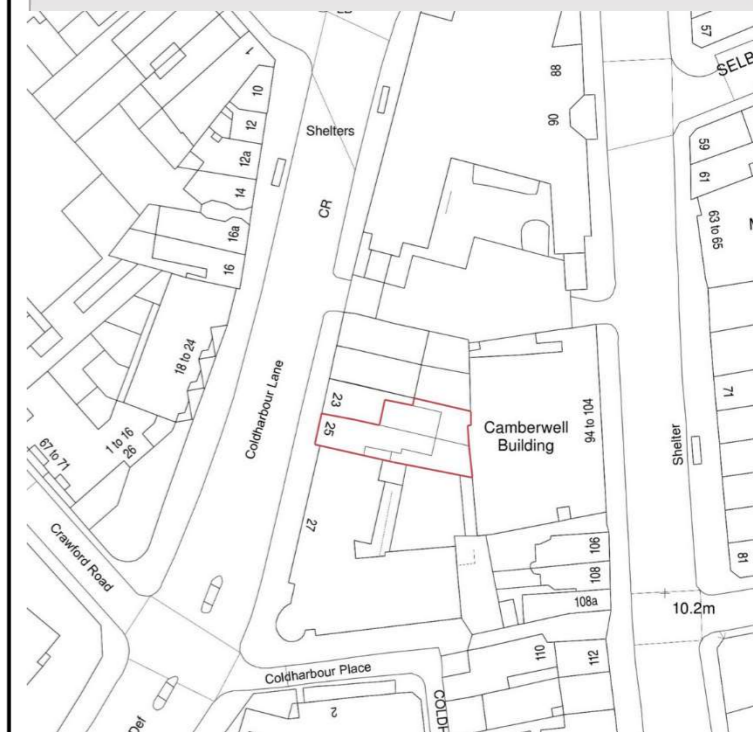 57
SELB
1
10
12
12a
14
16a
16
Shelters
CR
88
90
59
61
63 to 65
18 to 24
Coldharbour Lane
23
25
27
Camberwell
Building
94 to 104
71
Shelter
67 to 71
1 to 16
26
Crawford Road
106
108
108a
10.2m
81
110
112
Coldharbour Place
2
Def